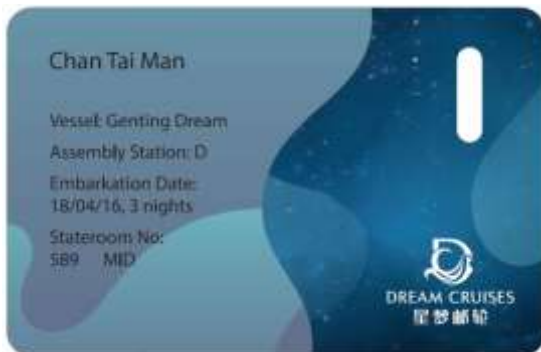 Chan Tai Man
Vessel: Genting Dream
Assembly Station: D
Embarkation Date:
18/04/16, 3 nights
Stateroom No:
589 MID
DREAM CRUISES
星梦邮轮